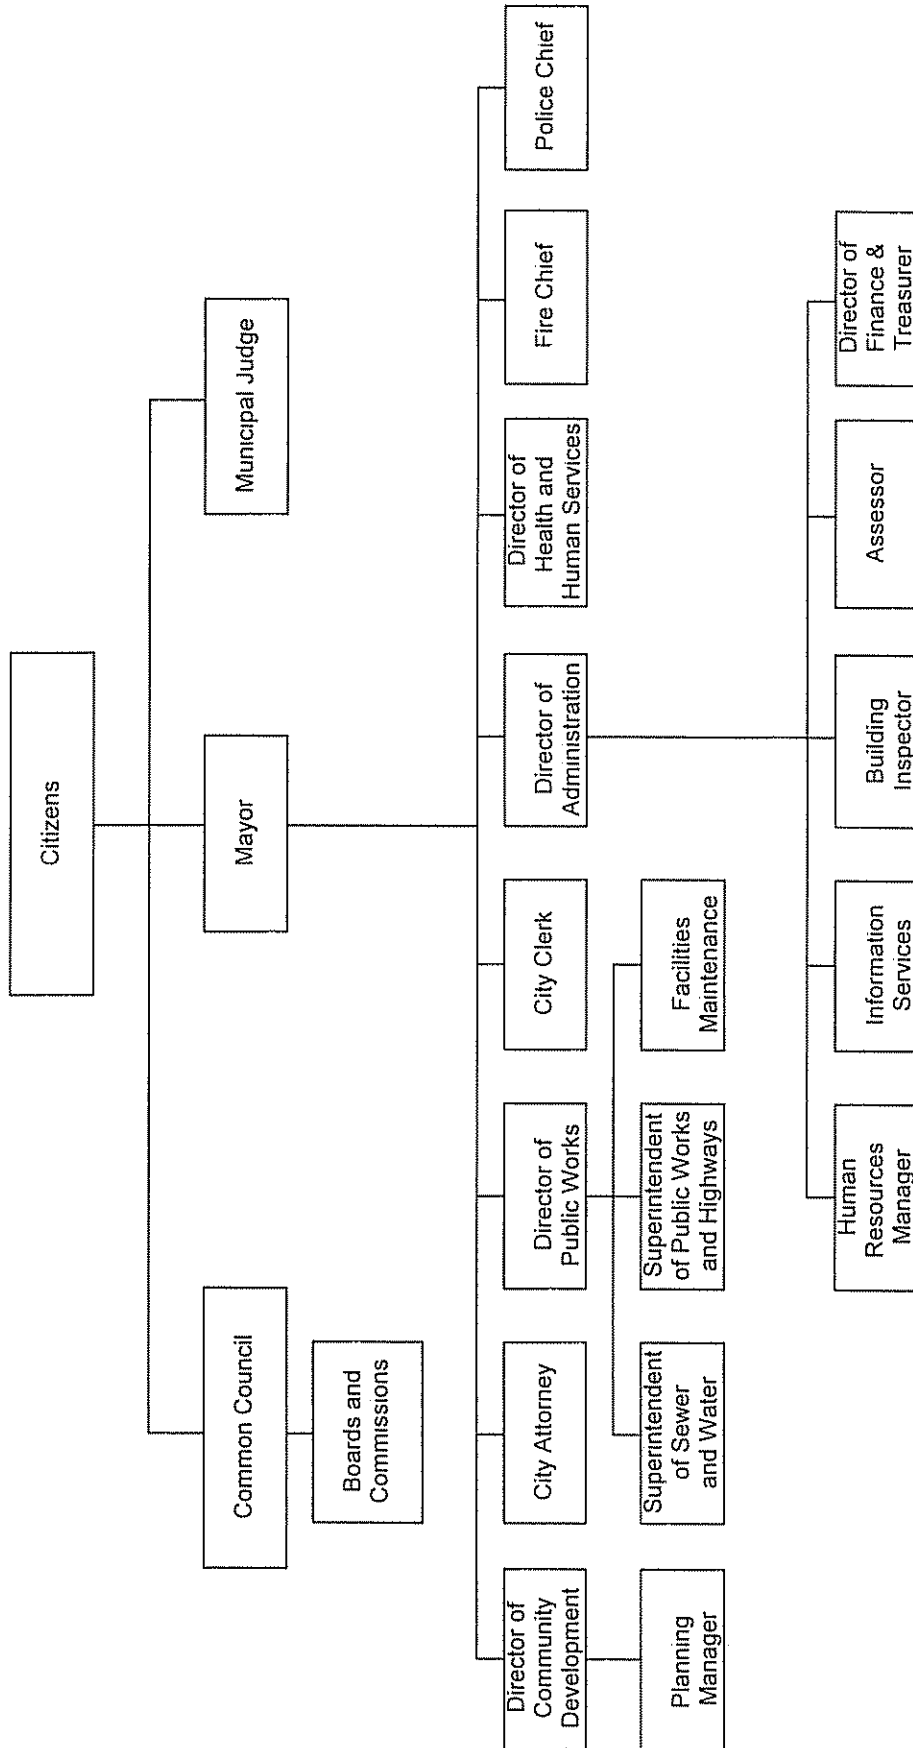 Citizens
Common Council
Mayor
Municipal Judge
Boards and
Commissions
Director of
Community
Development
City Attorney
Director of
Public Works
City Clerk
Director of
Administration
Director of
Health and
Human Services
Fire Chief
Police Chief
Planning
Manager
Superintendent
of Sewer
and Water
Superintendent
of Public Works
and Highways
Facilities
Maintenance
Human
Resources
Manager
Information
Services
Building
Inspector
Assessor
Director of
Finance &
Treasurer